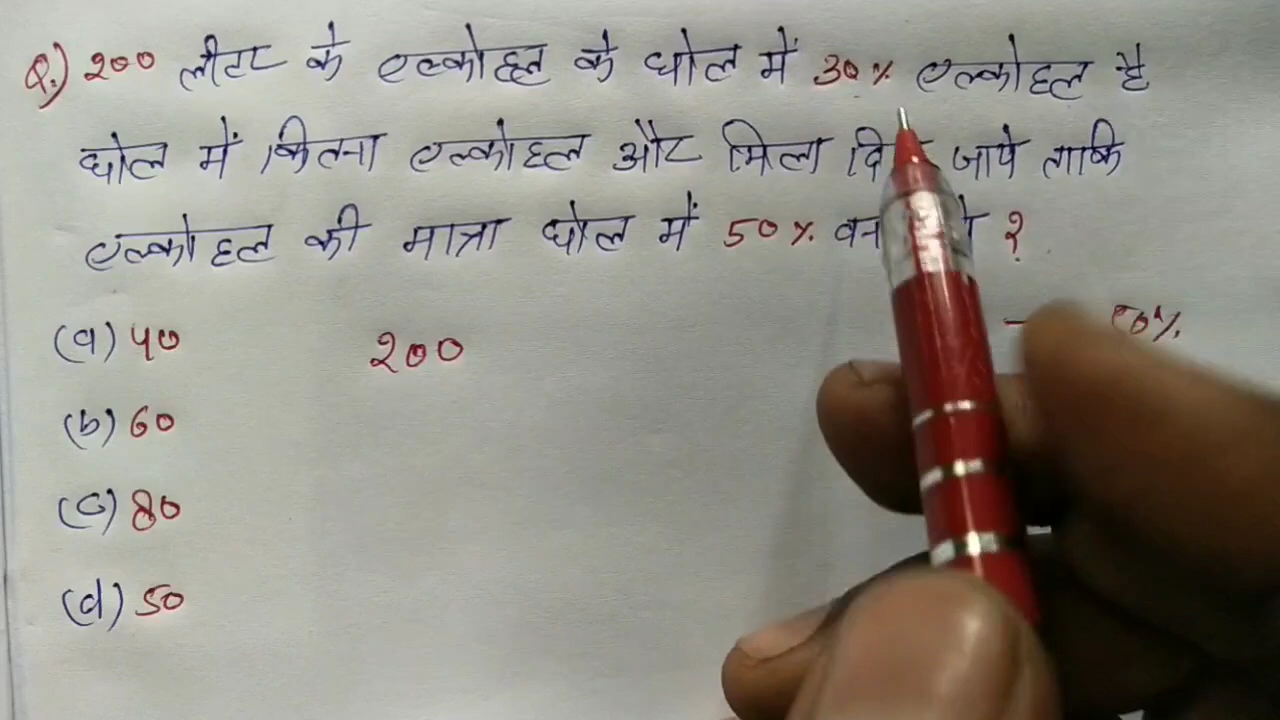 Q.) 200 लीटर के एल्कोहल के घोल में 30% एल्कोहल है
घोल में कितना एल्कोहल और मिला जाये ताकि
एल्कोहल की मात्रा घोल में 50% ?
(a) 40
200
(b) 60
(c) 80
(d) 50